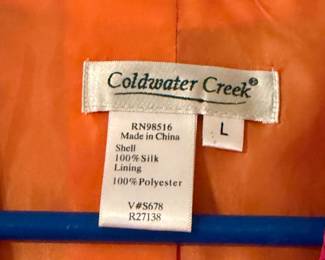 Coldwater Creek®
L
RN98516
Made in China
Shell
100% Silk
Lining
100% Polyester
V#S678
R27138